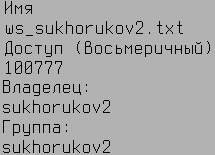 Имя
ws_sukhorukov2.txt
Доступ (Восьмеричный)
100777
Владелец:
sukhorukov2
Группа:
sukhorukov2